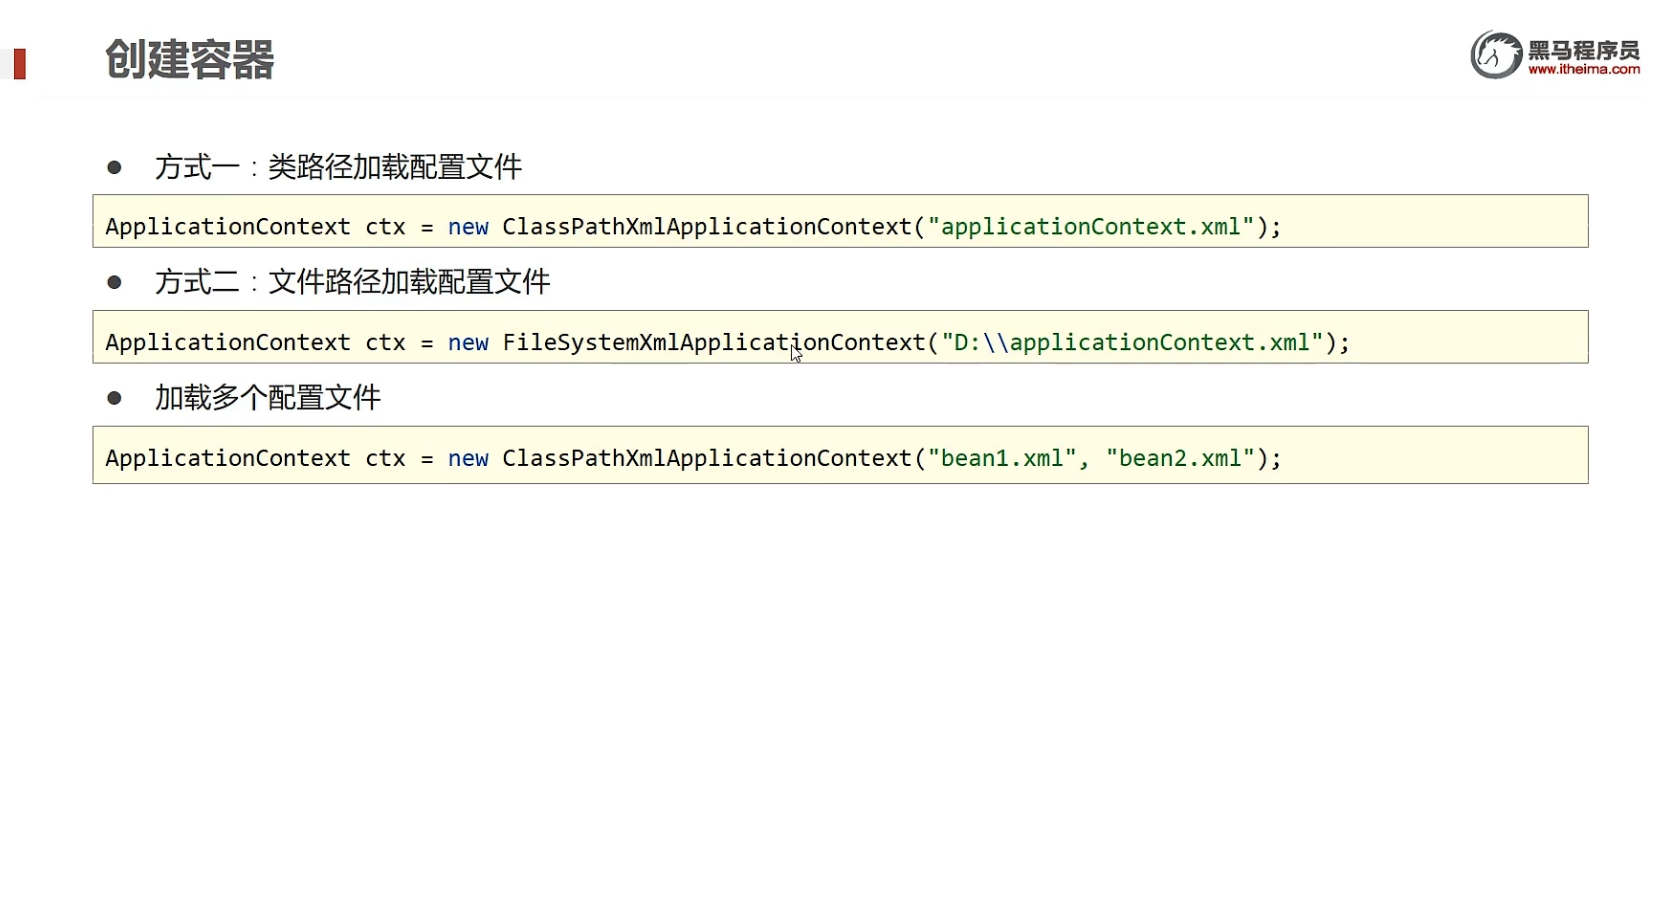 创建容器
黑马程序员
www.itheima.com
● 方式一：类路径加载配置文件
ApplicationContext ctx = new ClassPathXmlApplicationContext("applicationContext.xml");
● 方式二：文件路径加载配置文件
ApplicationContext ctx = new FileSystemXmlApplicationContext("D:\\applicationContext.xml");
● 加载多个配置文件
ApplicationContext ctx = new ClassPathXmlApplicationContext("bean1.xml", "bean2.xml");